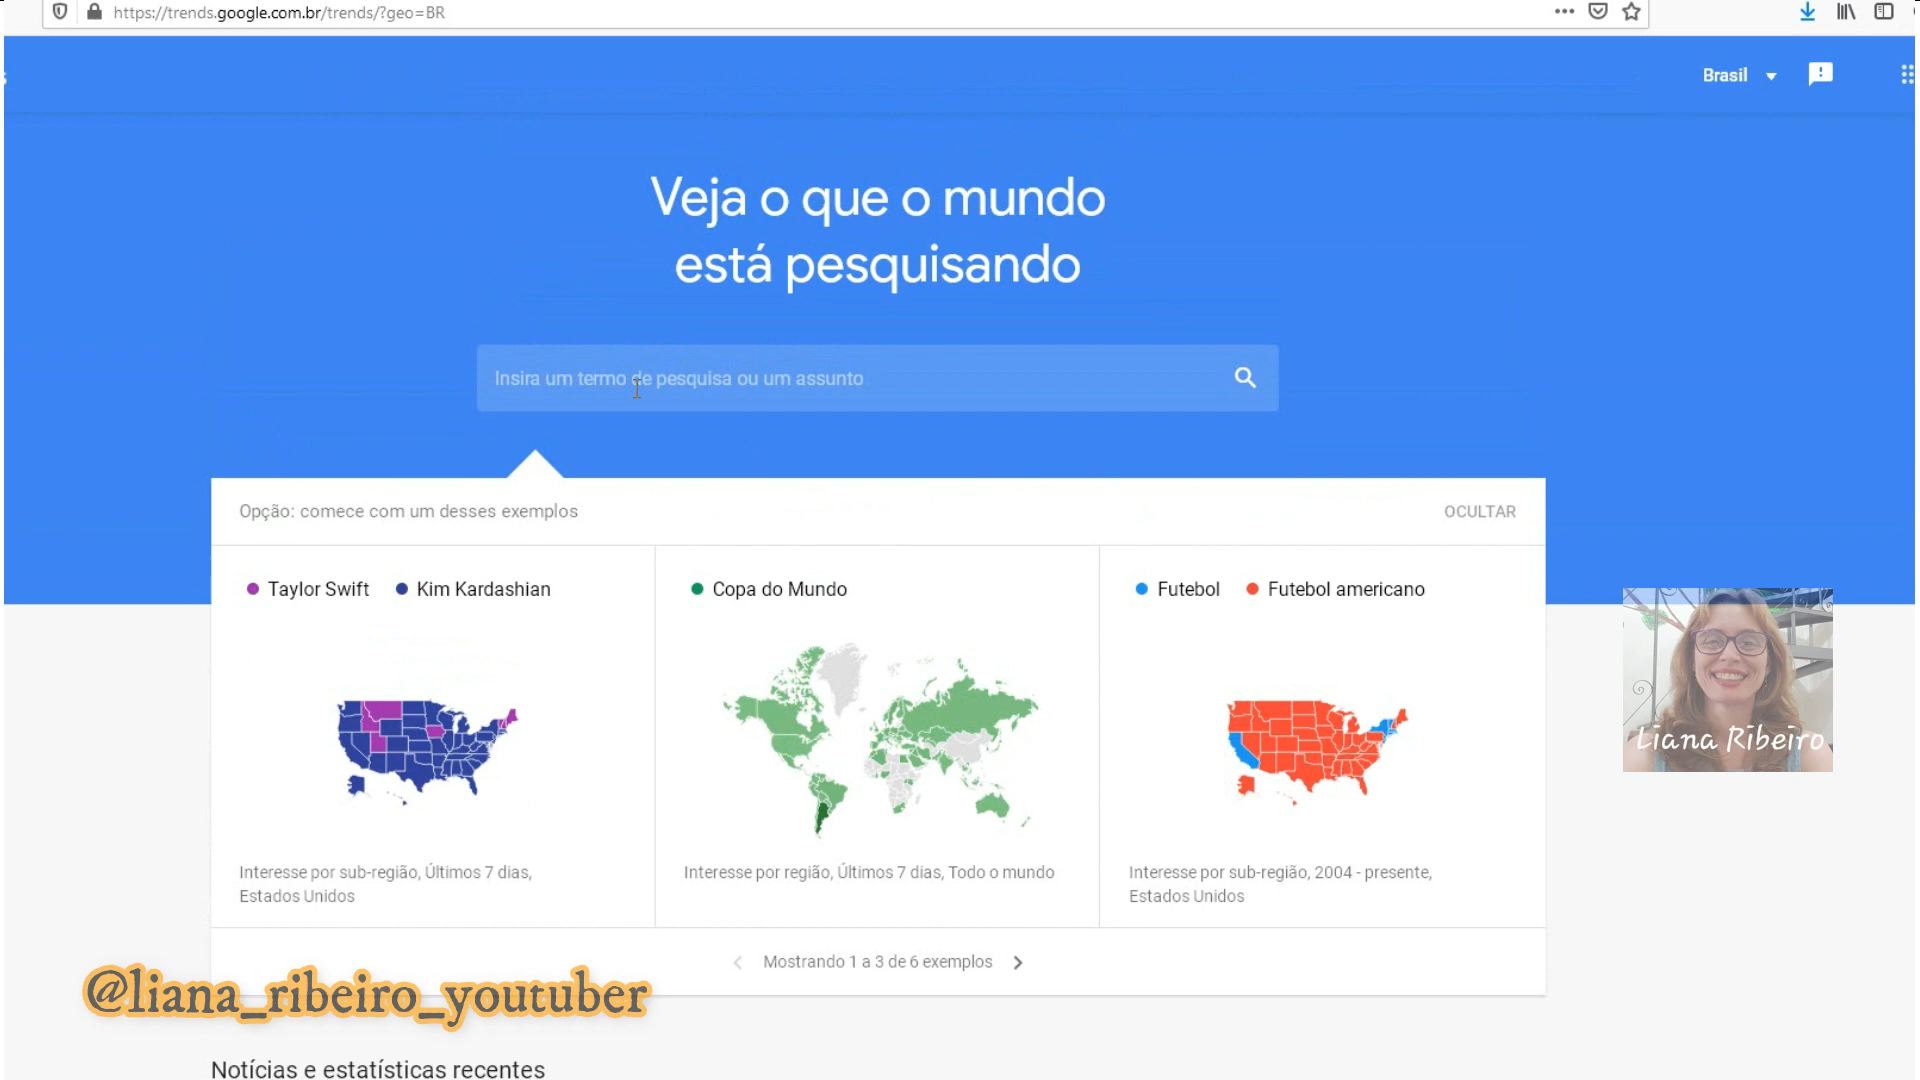 https://trends.google.com.br/trends/?geo=BR
Brasil
Veja o que o mundo
está pesquisando
Insira um termo de pesquisa ou um assunto
Opção: comece com um desses exemplos
OCULTAR
Taylor Swift
Kim Kardashian
Copa do Mundo
Futebol
Futebol americano
Liana Ribeiro
Interesse por sub-região, Últimos 7 dias,
Estados Unidos
Interesse por região, Últimos 7 dias, Todo o mundo
Interesse por sub-região, 2004 - presente,
Estados Unidos
Mostrando 1 a 3 de 6 exemplos
@liana_ribeiro_youtuber
Notícias e estatísticas recentes